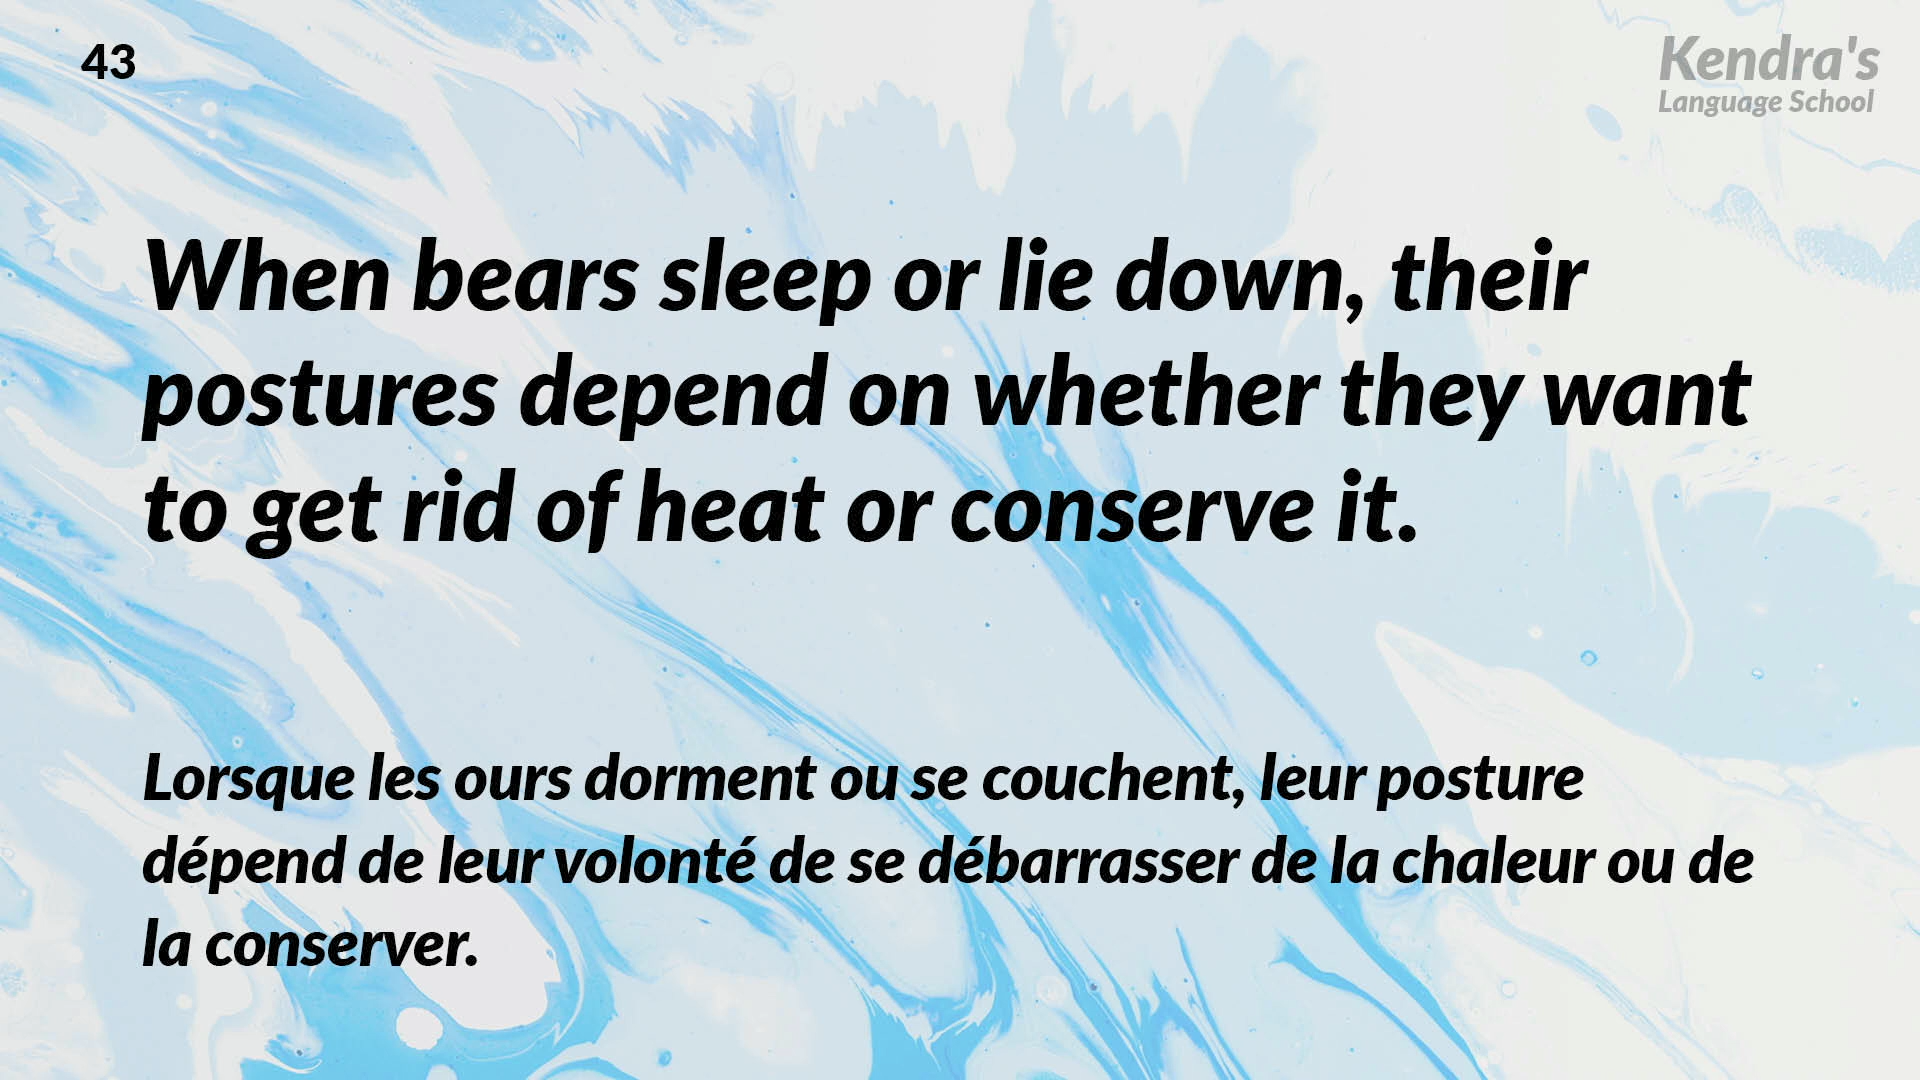 43
Kendra's
Language School
When bears sleep or lie down, their
postures depend on whether they want
to get rid of heat or conserve it.
Lorsque les ours dorment ou se couchent, leur posture
dépend de leur volonté de se débarrasser de la chaleur ou de
la conserver.